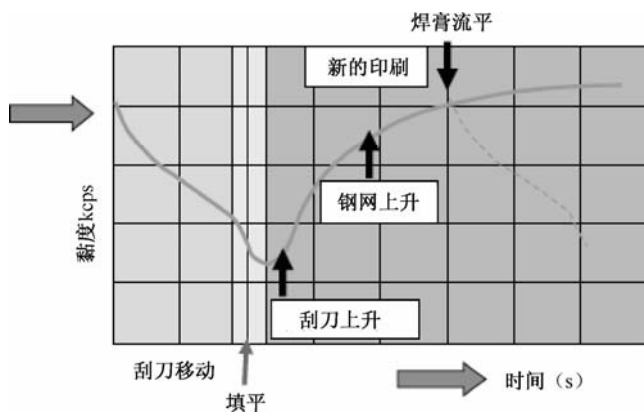 焊膏流平
新的印刷
钢网上升
黏度kcps
刮刀上升
刮刀移动
时间（s）
填平